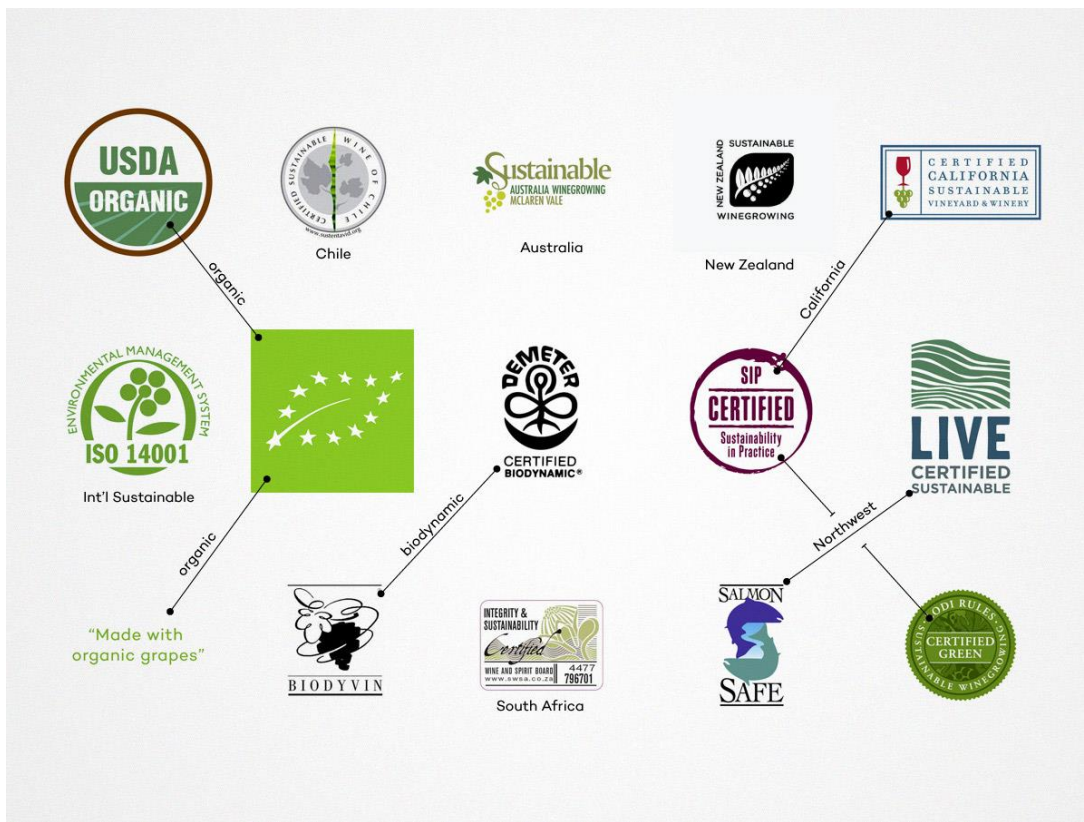 USDA
ORGANIC
CERTIFIED SUSTAINABLE WINE OF CHILE
www.sustentavid.org
Chile
Sustainable
AUSTRALIA WINEGROWING
MCLAREN VALE
Australia
NEW ZEALAND
SUSTAINABLE
WINEGROWING
New Zealand
CERTIFIED
CALIFORNIA
SUSTAINABLE
VINEYARD & WINERY
organic
California
ENVIRONMENTAL MANAGEMENT SYSTEM
ISO 14001
Int'l Sustainable
DEMETER
CERTIFIED
BIODYNAMIC®
SIP
CERTIFIED
Sustainability
in Practice
LIVE
CERTIFIED
SUSTAINABLE
organic
biodynamic
Northwest
“Made with
organic grapes”
BIODYVIN
INTEGRITY &
SUSTAINABILITY
Certified
WINE AND SPIRIT BOARD
www.swsa.co.za
4477
796701
South Africa
SALMON
SAFE
ODI RULES
CERTIFIED
GREEN
SUSTAINABLE WINEGROWING